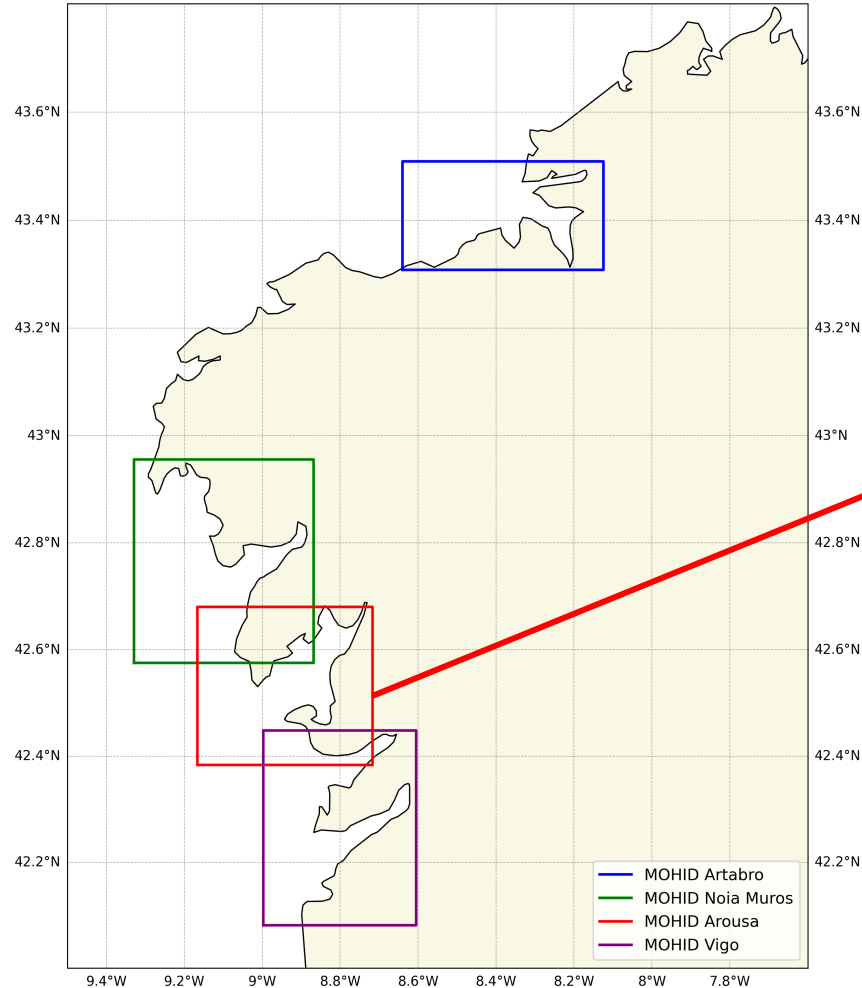 43.6°N
43.6°N
43.4°N
43.4°N
43.2°N
43.2°N
43°N
43°N
42.8°N
42.8°N
42.6°N
42.6°N
42.4°N
42.4°N
42.2°N
42.2°N
MOHID Artabro
MOHID Noia Muros
MOHID Arousa
MOHID Vigo
9.4°W 9.2°W 9°W 8.8°W 8.6°W 8.4°W 8.2°W 8°W 7.8°W